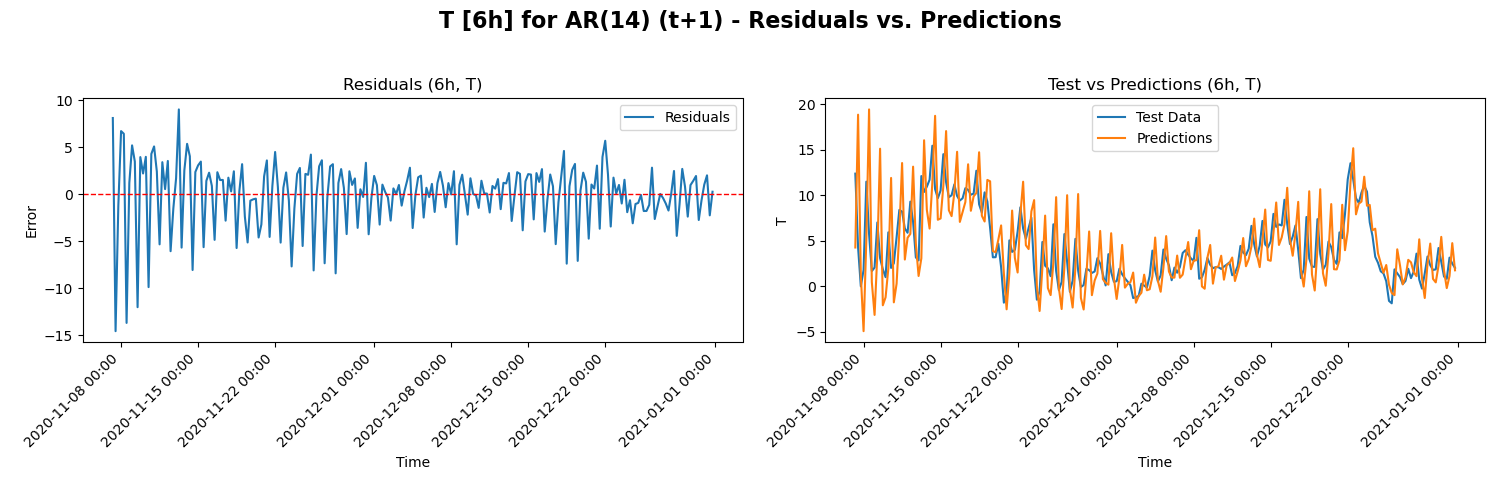 T [6h] for AR(14) (t+1) - Residuals vs. Predictions
Residuals (6h, T)
Residuals
10
5
0
−5
−10
−15
Error
2020-11-08 00:00
2020-11-15 00:00
2020-11-22 00:00
2020-12-01 00:00
2020-12-08 00:00
2020-12-15 00:00
2020-12-22 00:00
2021-01-01 00:00
Time
Test vs Predictions (6h, T)
Test Data
Predictions
20
15
10
5
0
−5
T
2020-11-08 00:00
2020-11-15 00:00
2020-11-22 00:00
2020-12-01 00:00
2020-12-08 00:00
2020-12-15 00:00
2020-12-22 00:00
2021-01-01 00:00
Time